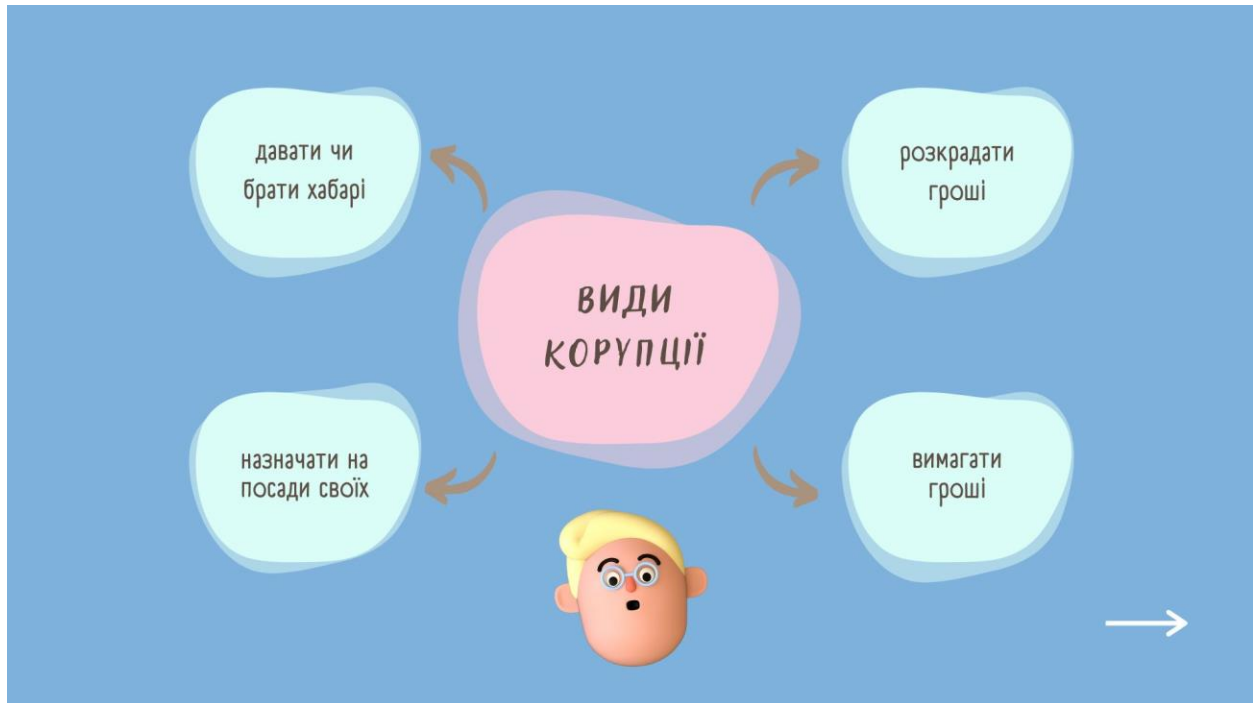 давати чи
брати хабарі
розкрадати
гроші
ВИДИ
КОРУПЦІЇ
назначати на
посади своїх
вимагати
гроші